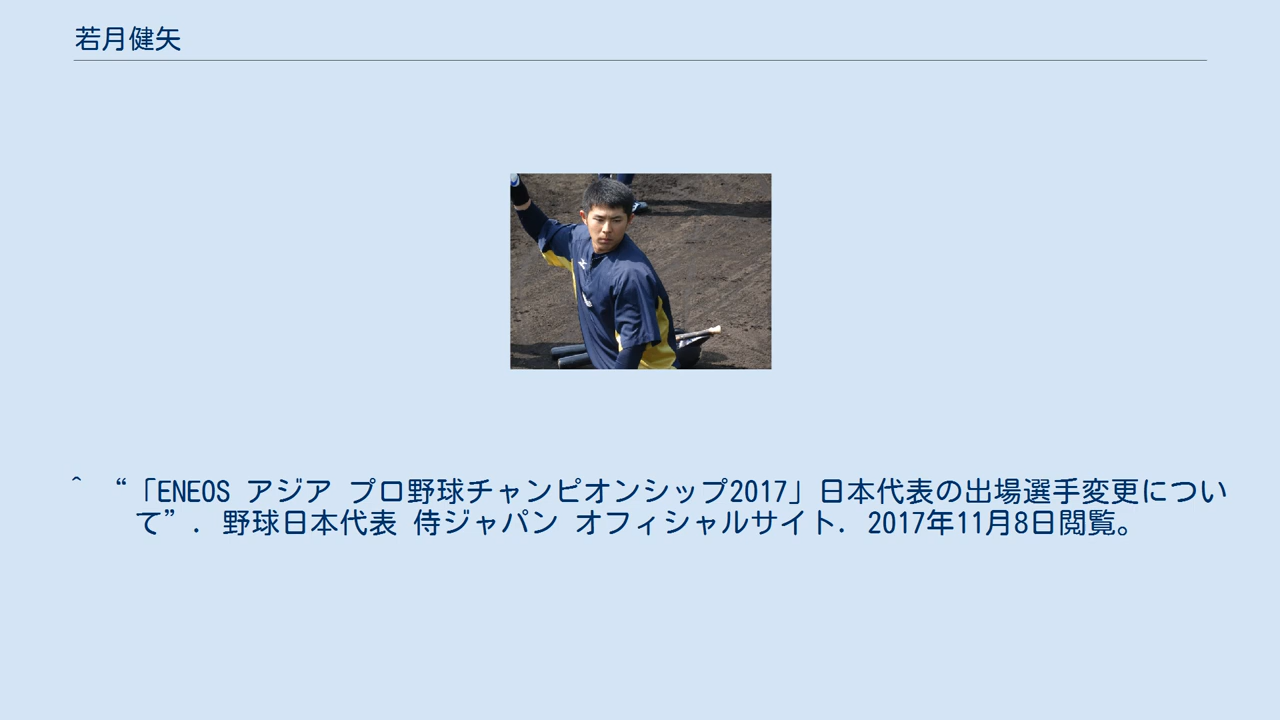 若月健矢
^ “「ENEOS アジア プロ野球チャンピオンシップ2017」日本代表の出場選手変更につい
て”. 野球日本代表 侍ジャパン オフィシャルサイト. 2017年11月8日閲覧。